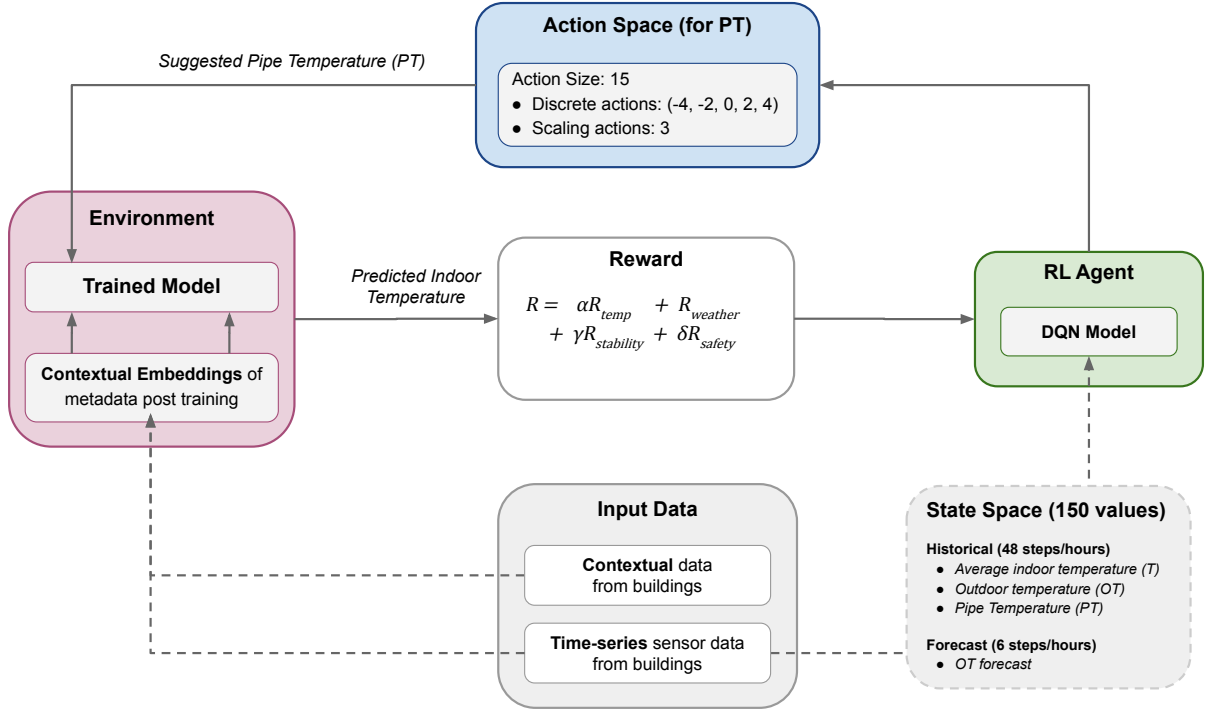 Action Space (for PT)
Action Size: 15
● Discrete actions: (-4, -2, 0, 2, 4)
● Scaling actions: 3
Suggested Pipe Temperature (PT)
Environment
Trained Model
Contextual Embeddings of
metadata post training
Predicted Indoor
Temperature
Reward
R = αR_temp + R_weather
+ γR_stability + δR_safety
RL Agent
DQN Model
Input Data
Contextual data
from buildings
Time-series sensor data
from buildings
State Space (150 values)
Historical (48 steps/hours)
● Average indoor temperature (T)
● Outdoor temperature (OT)
● Pipe Temperature (PT)
Forecast (6 steps/hours)
● OT forecast